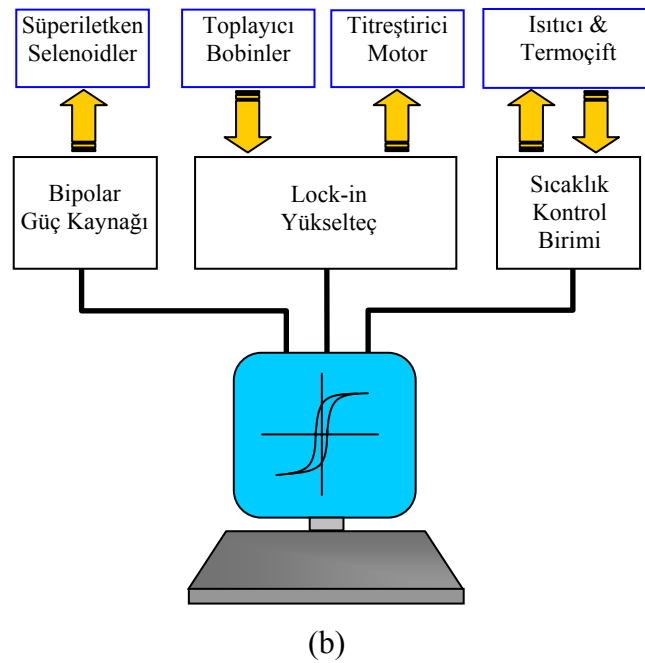 Süperiletken
Selenoidler
Toplayıcı
Bobinler
Titreştirici
Motor
Isıtıcı &
Termoçift
Bipolar
Güç Kaynağı
Lock-in
Yükselteç
Sıcaklık
Kontrol
Birimi
(b)